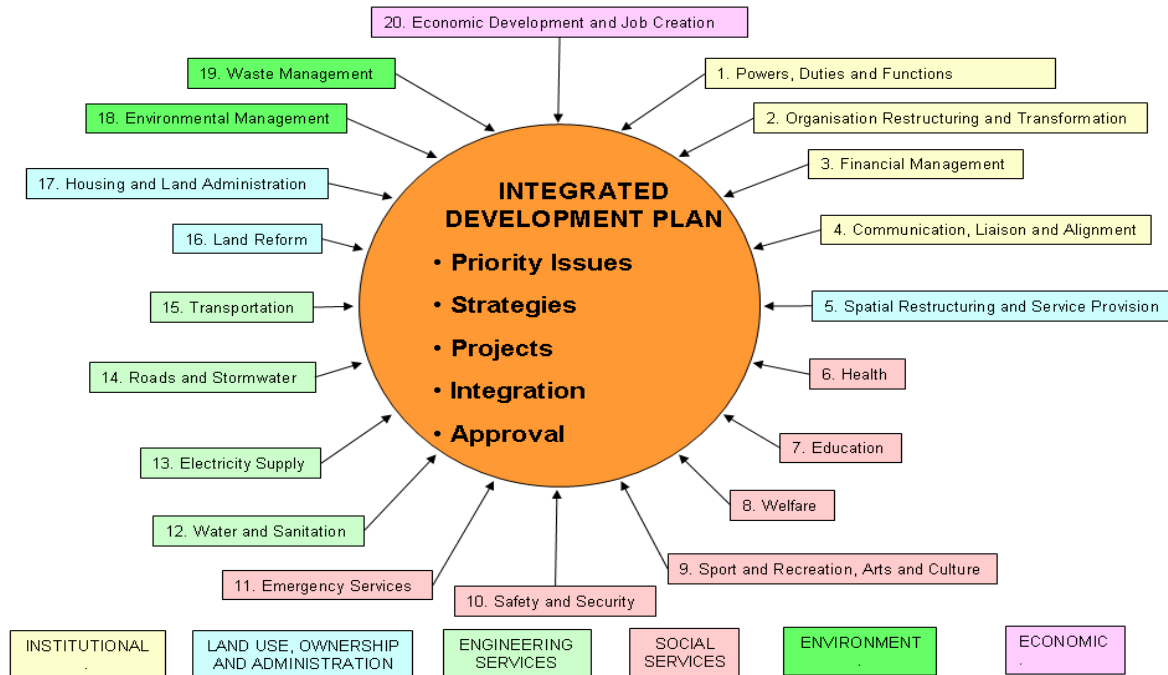 20. Economic Development and Job Creation
19. Waste Management
1. Powers, Duties and Functions
18. Environmental Management
2. Organisation Restructuring and Transformation
3. Financial Management
17. Housing and Land Administration
INTEGRATED
DEVELOPMENT PLAN
4. Communication, Liaison and Alignment
16. Land Reform
• Priority Issues
15. Transportation
• Strategies
5. Spatial Restructuring and Service Provision
• Projects
14. Roads and Stormwater
6. Health
• Integration
• Approval
7. Education
13. Electricity Supply
8. Welfare
12. Water and Sanitation
9. Sport and Recreation, Arts and Culture
11. Emergency Services
10. Safety and Security
INSTITUTIONAL
.
LAND USE, OWNERSHIP
AND ADMINISTRATION
ENGINEERING
SERVICES
SOCIAL
SERVICES
ENVIRONMENT
.
ECONOMIC
.